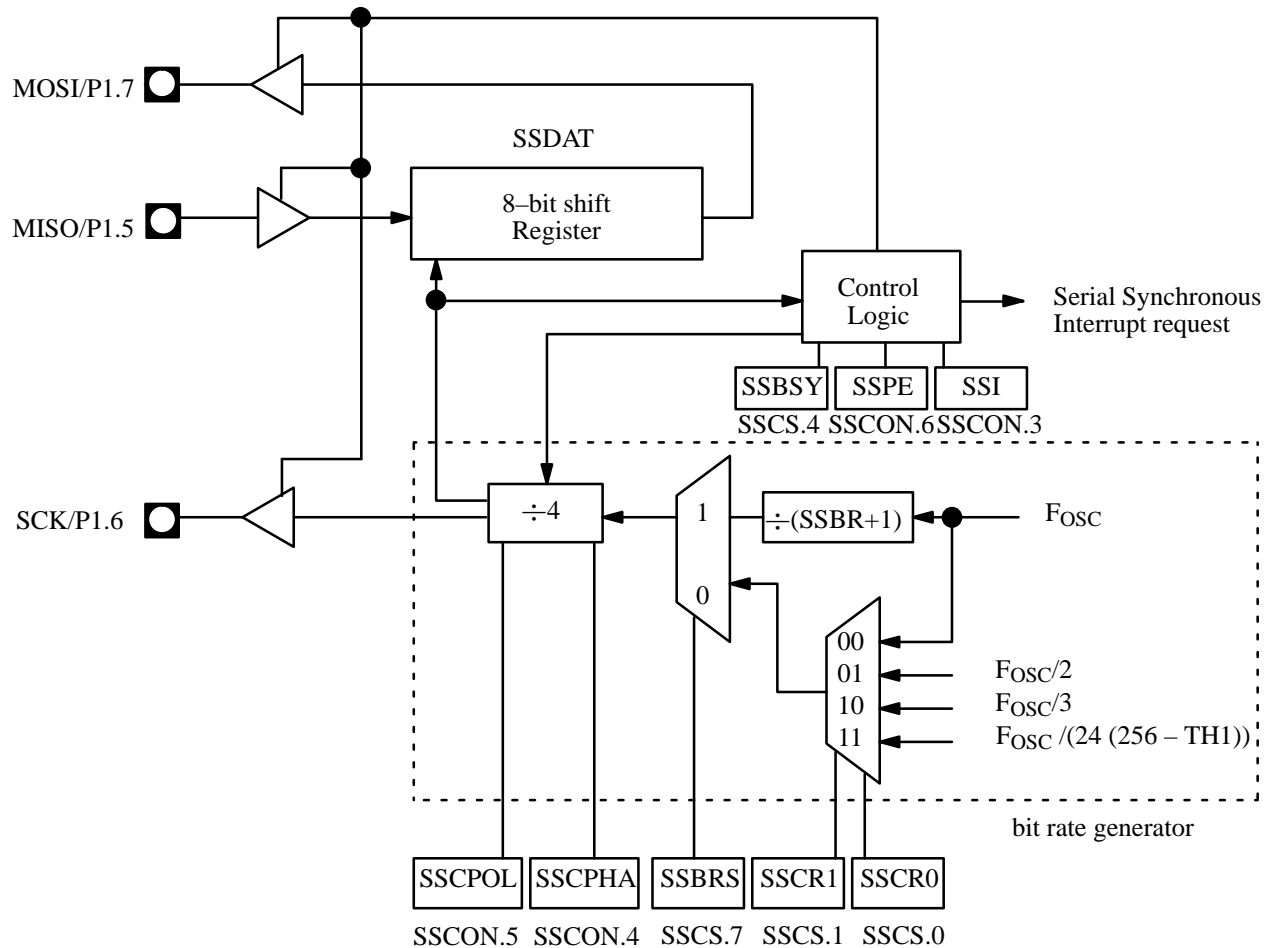 MOSI/P1.7
SSDAT
MISO/P1.5
8–bit shift
Register
Control
Logic
Serial Synchronous
Interrupt request
SSBSY
SSPE
SSI
SSCS.4
SSCON.6
SSCON.3
SCK/P1.6
÷4
1
0
÷(SSBR+1)
FOSC
00
01
10
11
FOSC/2
FOSC/3
FOSC /(24 (256 – TH1))
bit rate generator
SSCPOL
SSCPHA
SSBRS
SSCR1
SSCR0
SSCON.5
SSCON.4
SSCS.7
SSCS.1
SSCS.0